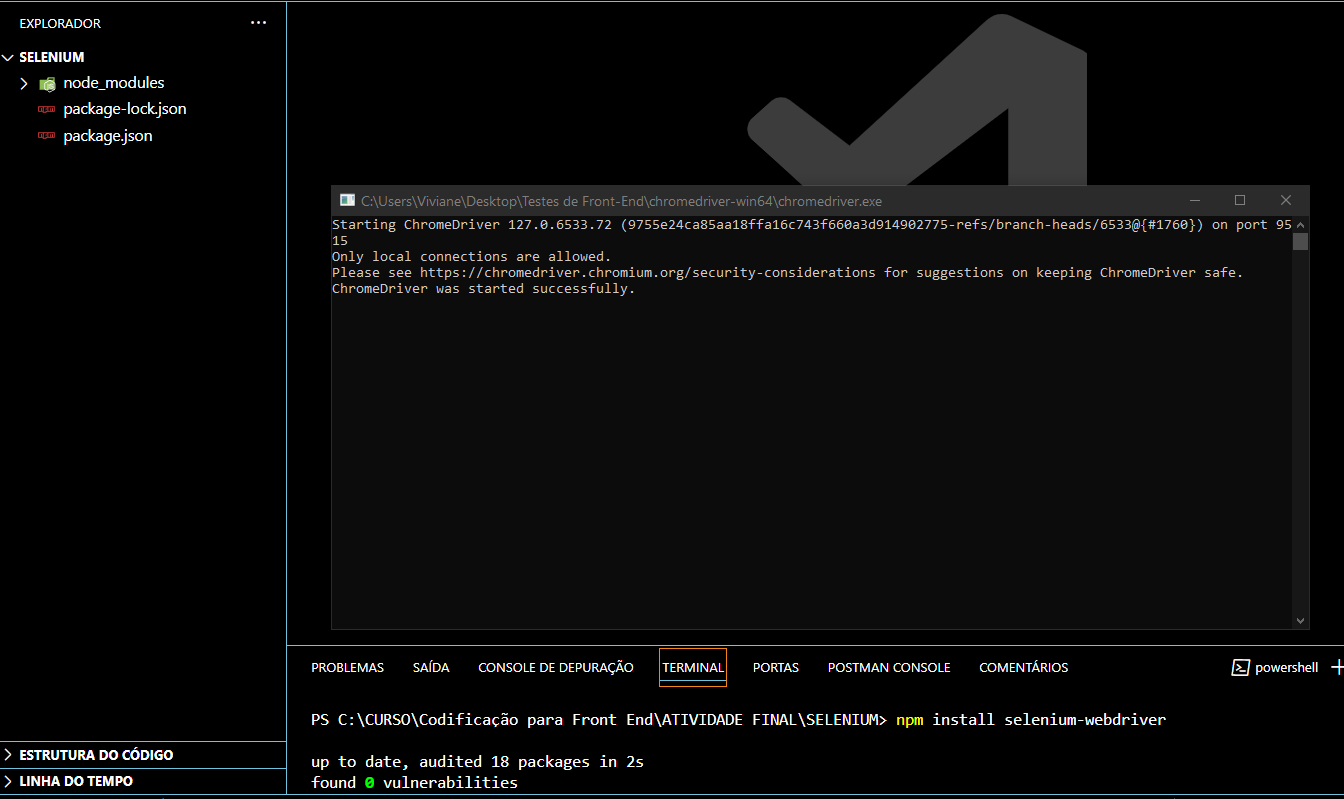 EXPLORADOR
SELENIUM
node_modules
package-lock.json
package.json
C:\Users\Viviane\Desktop\Testes de Front-End\chromedriver-win64\chromedriver.exe
Starting ChromeDriver 127.0.6533.72 (9755e24ca85aa18ffa16c743f660a3d914902775-refs/branch-heads/6533@{#1760}) on port 95
15
Only local connections are allowed.
Please see https://chromedriver.chromium.org/security-considerations for suggestions on keeping ChromeDriver safe.
ChromeDriver was started successfully.
PROBLEMAS SAÍDA CONSOLE DE DEPURAÇÃO TERMINAL PORTAS POSTMAN CONSOLE COMENTÁRIOS powershell
PS C:\CURSO\Codificação para Front End\ATIVIDADE FINAL\SELENIUM> npm install selenium-webdriver
up to date, audited 18 packages in 2s
found 0 vulnerabilities
ESTRUTURA DO CÓDIGO
LINHA DO TEMPO